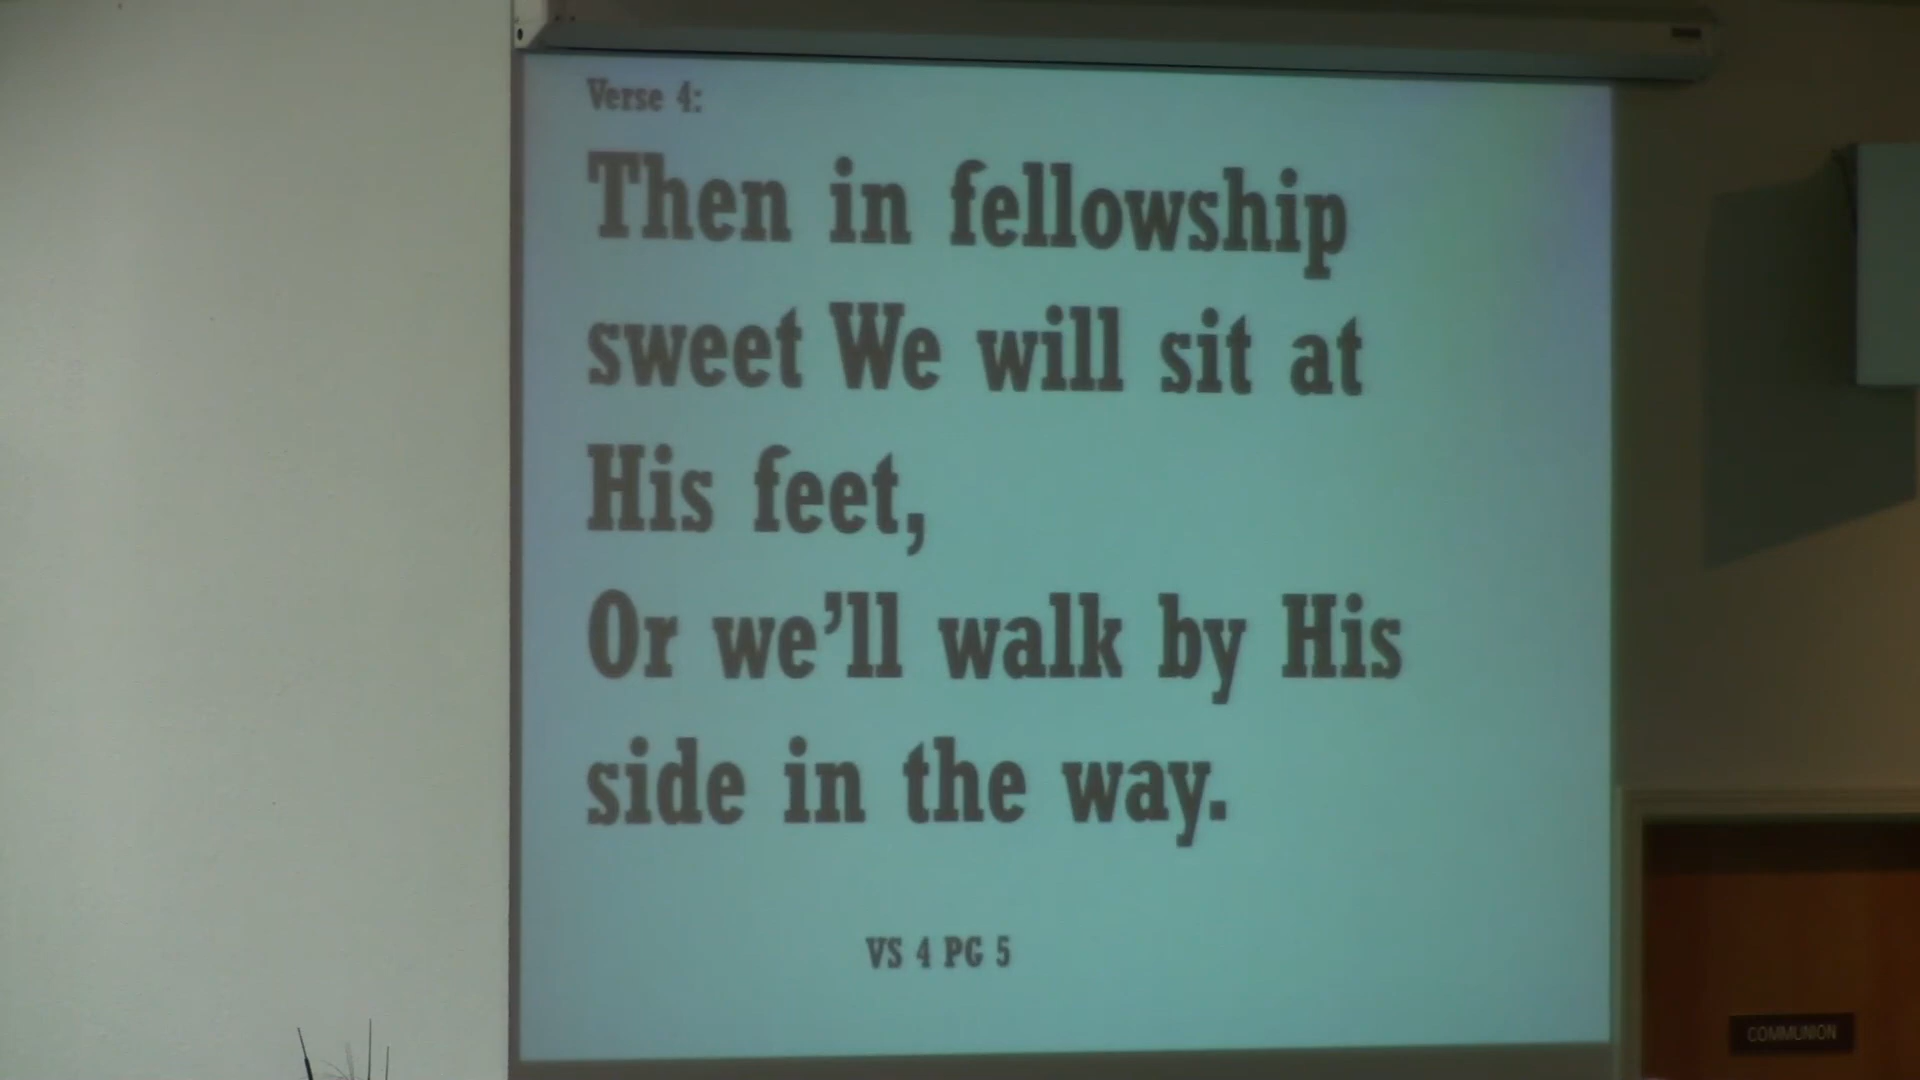 Verse 4:
Then in fellowship
sweet We will sit at
His feet,
Or we’ll walk by His
side in the way.
VS 4 PG 5
COMMUNION